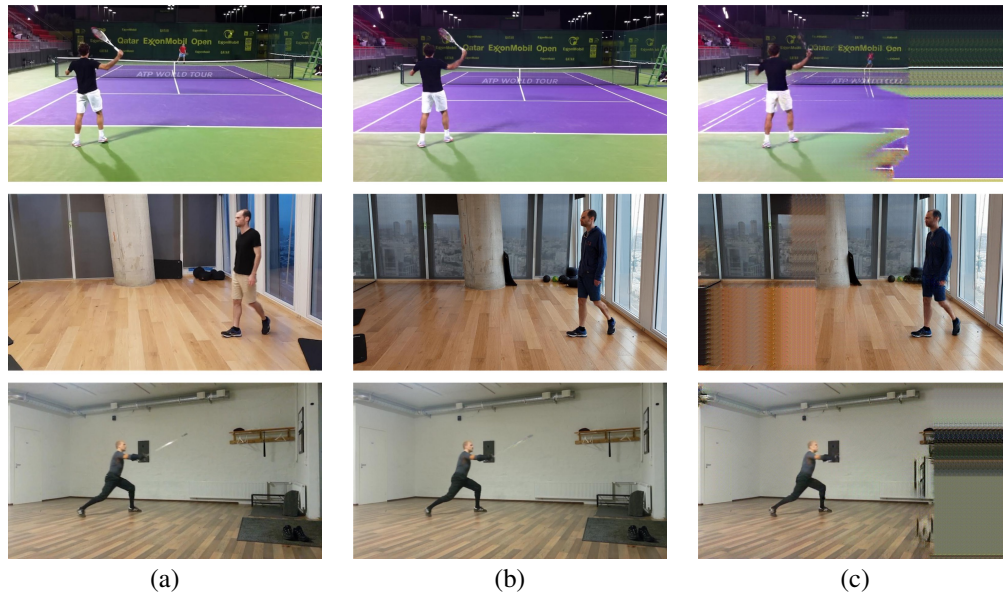 Qatar ExxonMobil Open
ATP WORLD TOUR
Qatar ExxonMobil Open
ATP WORLD TOUR
Qatar ExxonMobil Open
(a) (b) (c)